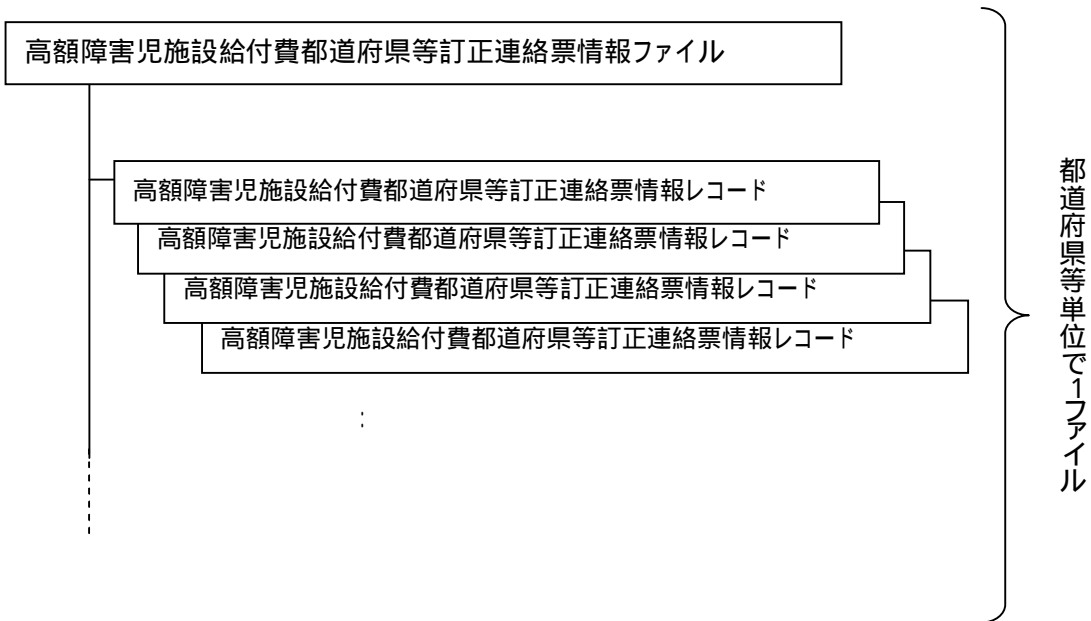 高額障害児施設給付費都道府県等訂正連絡票情報ファイル
高額障害児施設給付費都道府県等訂正連絡票情報レコード
高額障害児施設給付費都道府県等訂正連絡票情報レコード
高額障害児施設給付費都道府県等訂正連絡票情報レコード
高額障害児施設給付費都道府県等訂正連絡票情報レコード
:
都道府県等単位で1ファイル